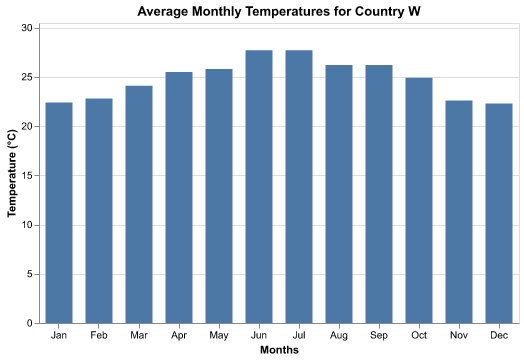 Average Monthly Temperatures for Country W
Temperature (°C)
30
25
20
15
10
5
0
Jan Feb Mar Apr May Jun Jul Aug Sep Oct Nov Dec
Months